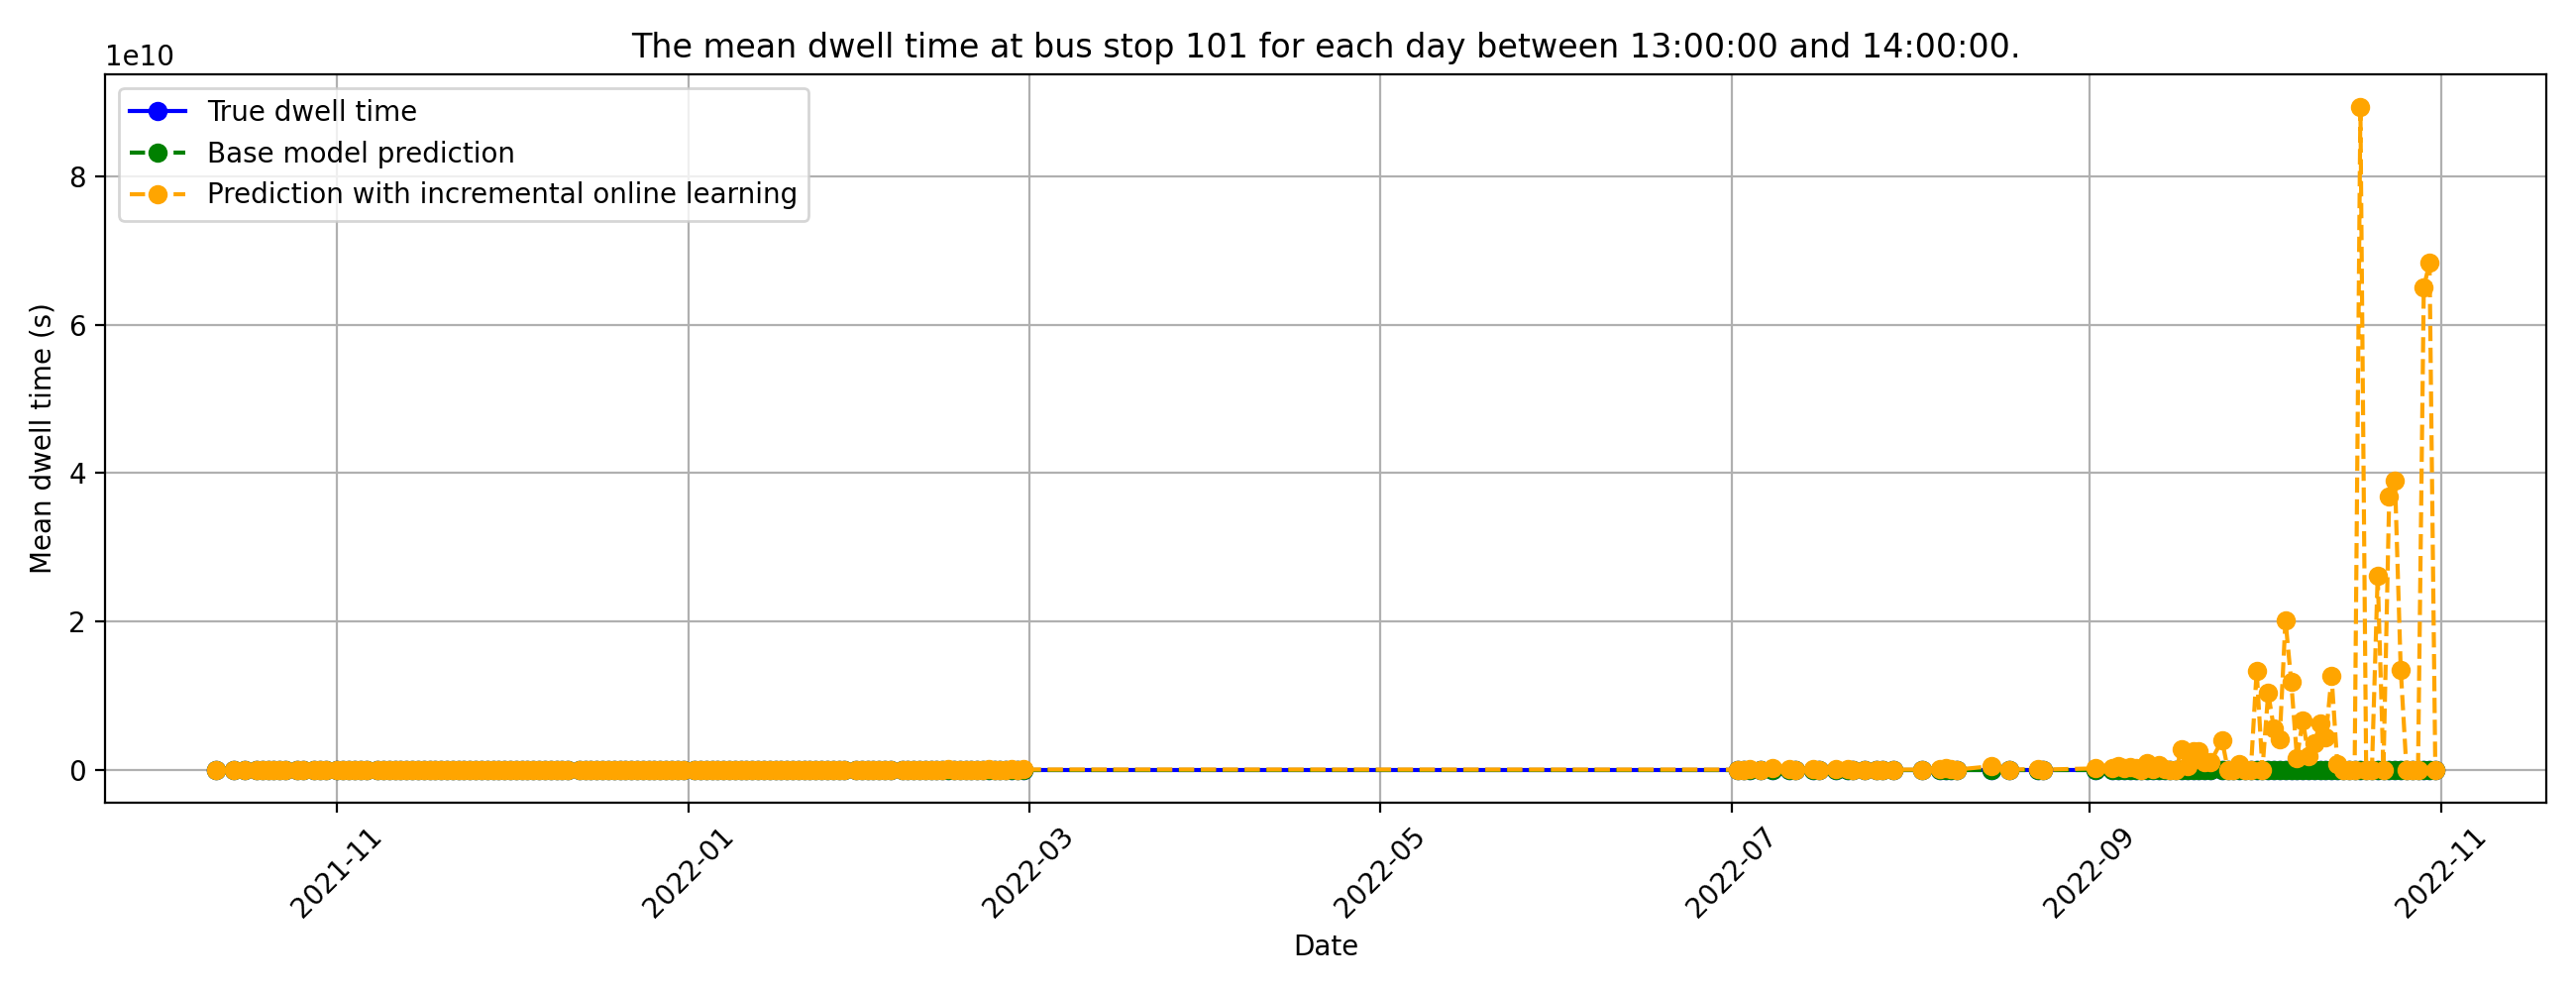 The mean dwell time at bus stop 101 for each day between 13:00:00 and 14:00:00.
1e10
True dwell time
Base model prediction
Prediction with incremental online learning
8
6
4
2
0
Mean dwell time (s)
2021-11
2022-01
2022-03
2022-05
2022-07
2022-09
2022-11
Date